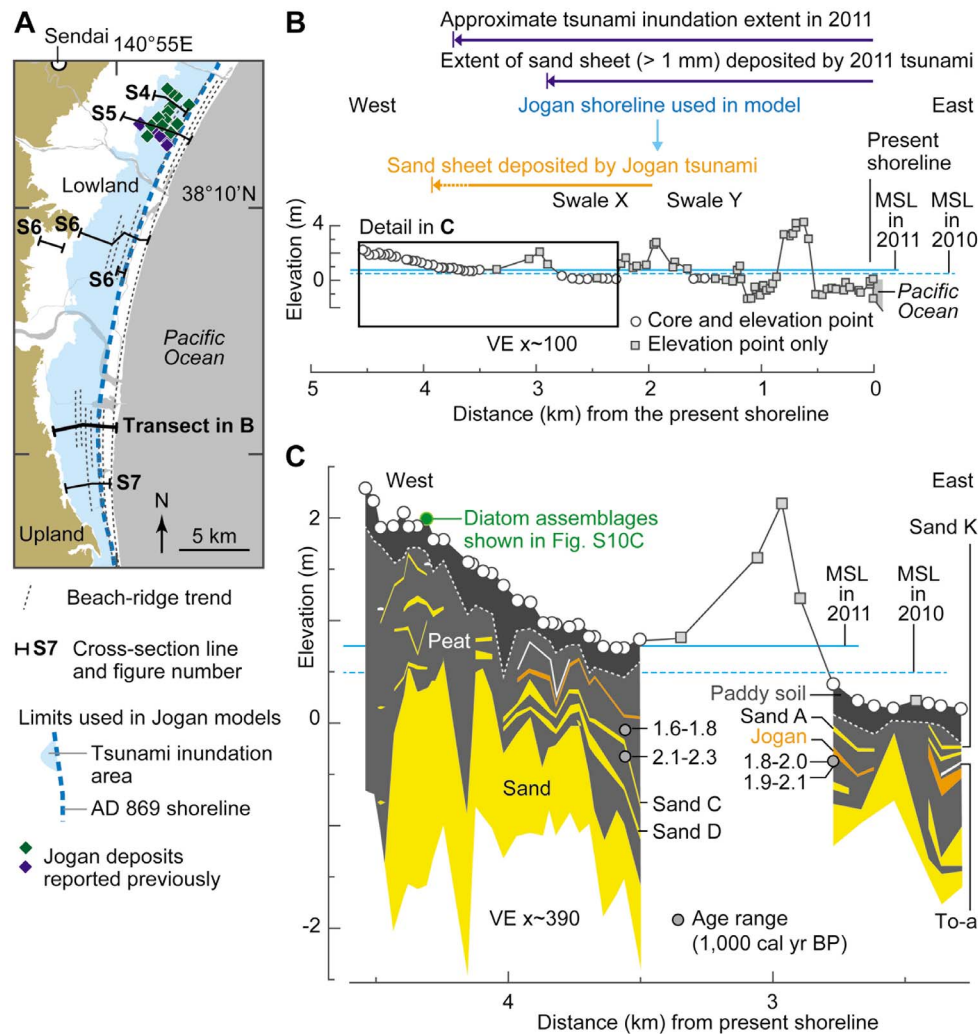 A
Sendai
140°55E
S4
S5
Lowland
38°10'N
S6
S6
S6
Pacific
Ocean
Transect in B
S7
N
Upland
5 km
Beach-ridge trend
S7 Cross-section line
and figure number
Limits used in Jogan models
Tsunami inundation
area
AD 869 shoreline
Jogan deposits
reported previously
B
Approximate tsunami inundation extent in 2011
Extent of sand sheet (> 1 mm) deposited by 2011 tsunami
West
Jogan shoreline used in model
East
Sand sheet deposited by Jogan tsunami
Present
shoreline
Swale X
Swale Y
MSL
in
2011
MSL
in
2010
Detail in C
Elevation (m)
4
0
Pacific
Ocean
Core and elevation point
VE x~100
Elevation point only
5
4
3
2
1
0
Distance (km) from the present shoreline
C
West
East
Diatom assemblages
shown in Fig. S10C
Sand K
MSL
in
2011
MSL
in
2010
Elevation (m)
2
0
-2
Peat
Paddy soil
Sand A
Jogan
1.6-1.8
1.8-2.0
2.1-2.3
1.9-2.1
Sand
Sand C
Sand D
VE x~390
Age range
(1,000 cal yr BP)
To-a
4
3
Distance (km) from present shoreline